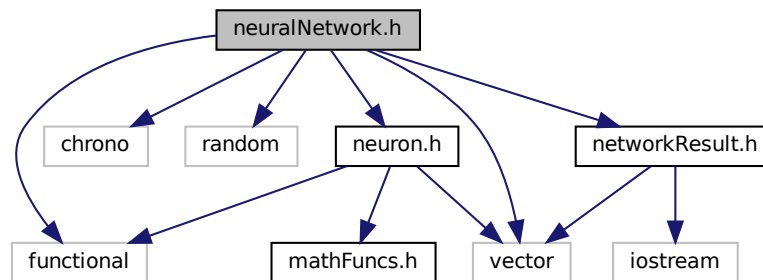 neuralNetwork.h
chrono
random
neuron.h
networkResult.h
functional
mathFuncs.h
vector
iostream